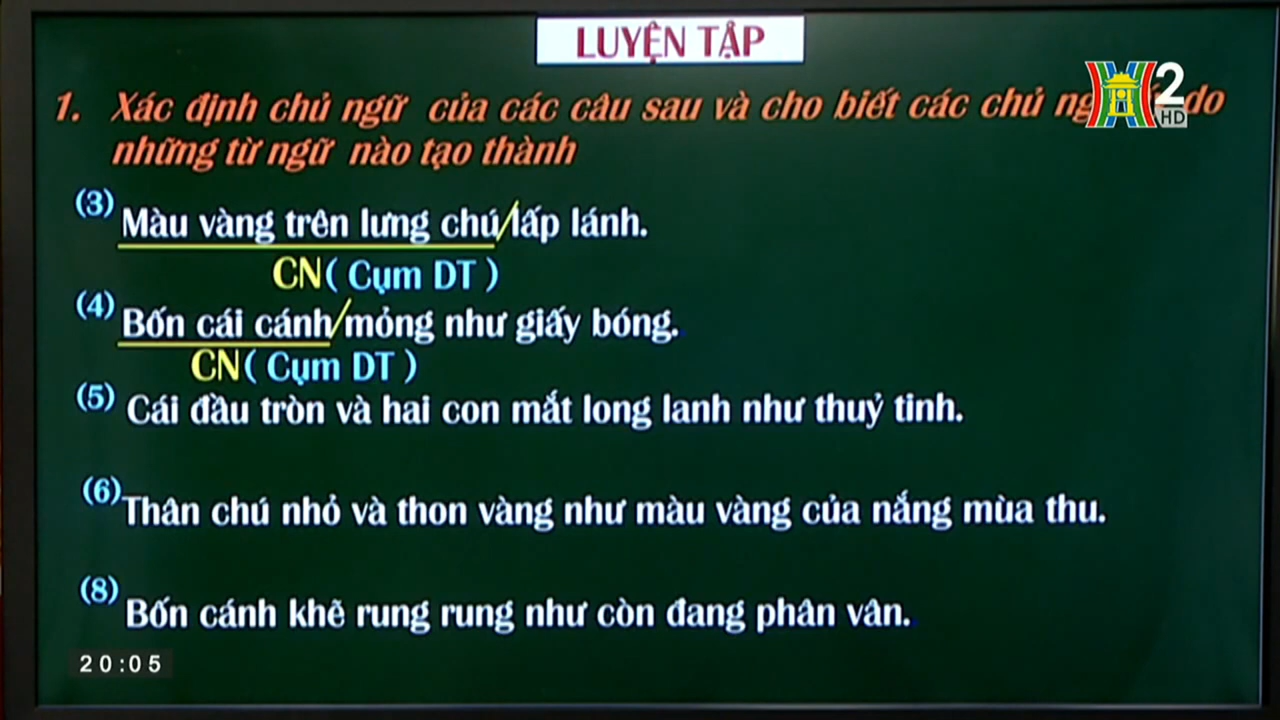 LUYỆN TẬP
2
HD
1. Xác định chủ ngữ của các câu sau và cho biết các chủ do
những từ ngữ nào tạo thành
(3) Màu vàng trên lưng chú/lấp lánh.
CN ( Cụm DT )
(4) Bốn cái cánh/mỏng như giấy bóng.
CN ( Cụm DT )
(5) Cái đầu tròn và hai con mắt long lanh như thuỷ tinh.
(6) Thân chú nhỏ và thon vàng như màu vàng của nắng mùa thu.
(8) Bốn cánh khẽ rung rung như còn đang phân vân.
20:05